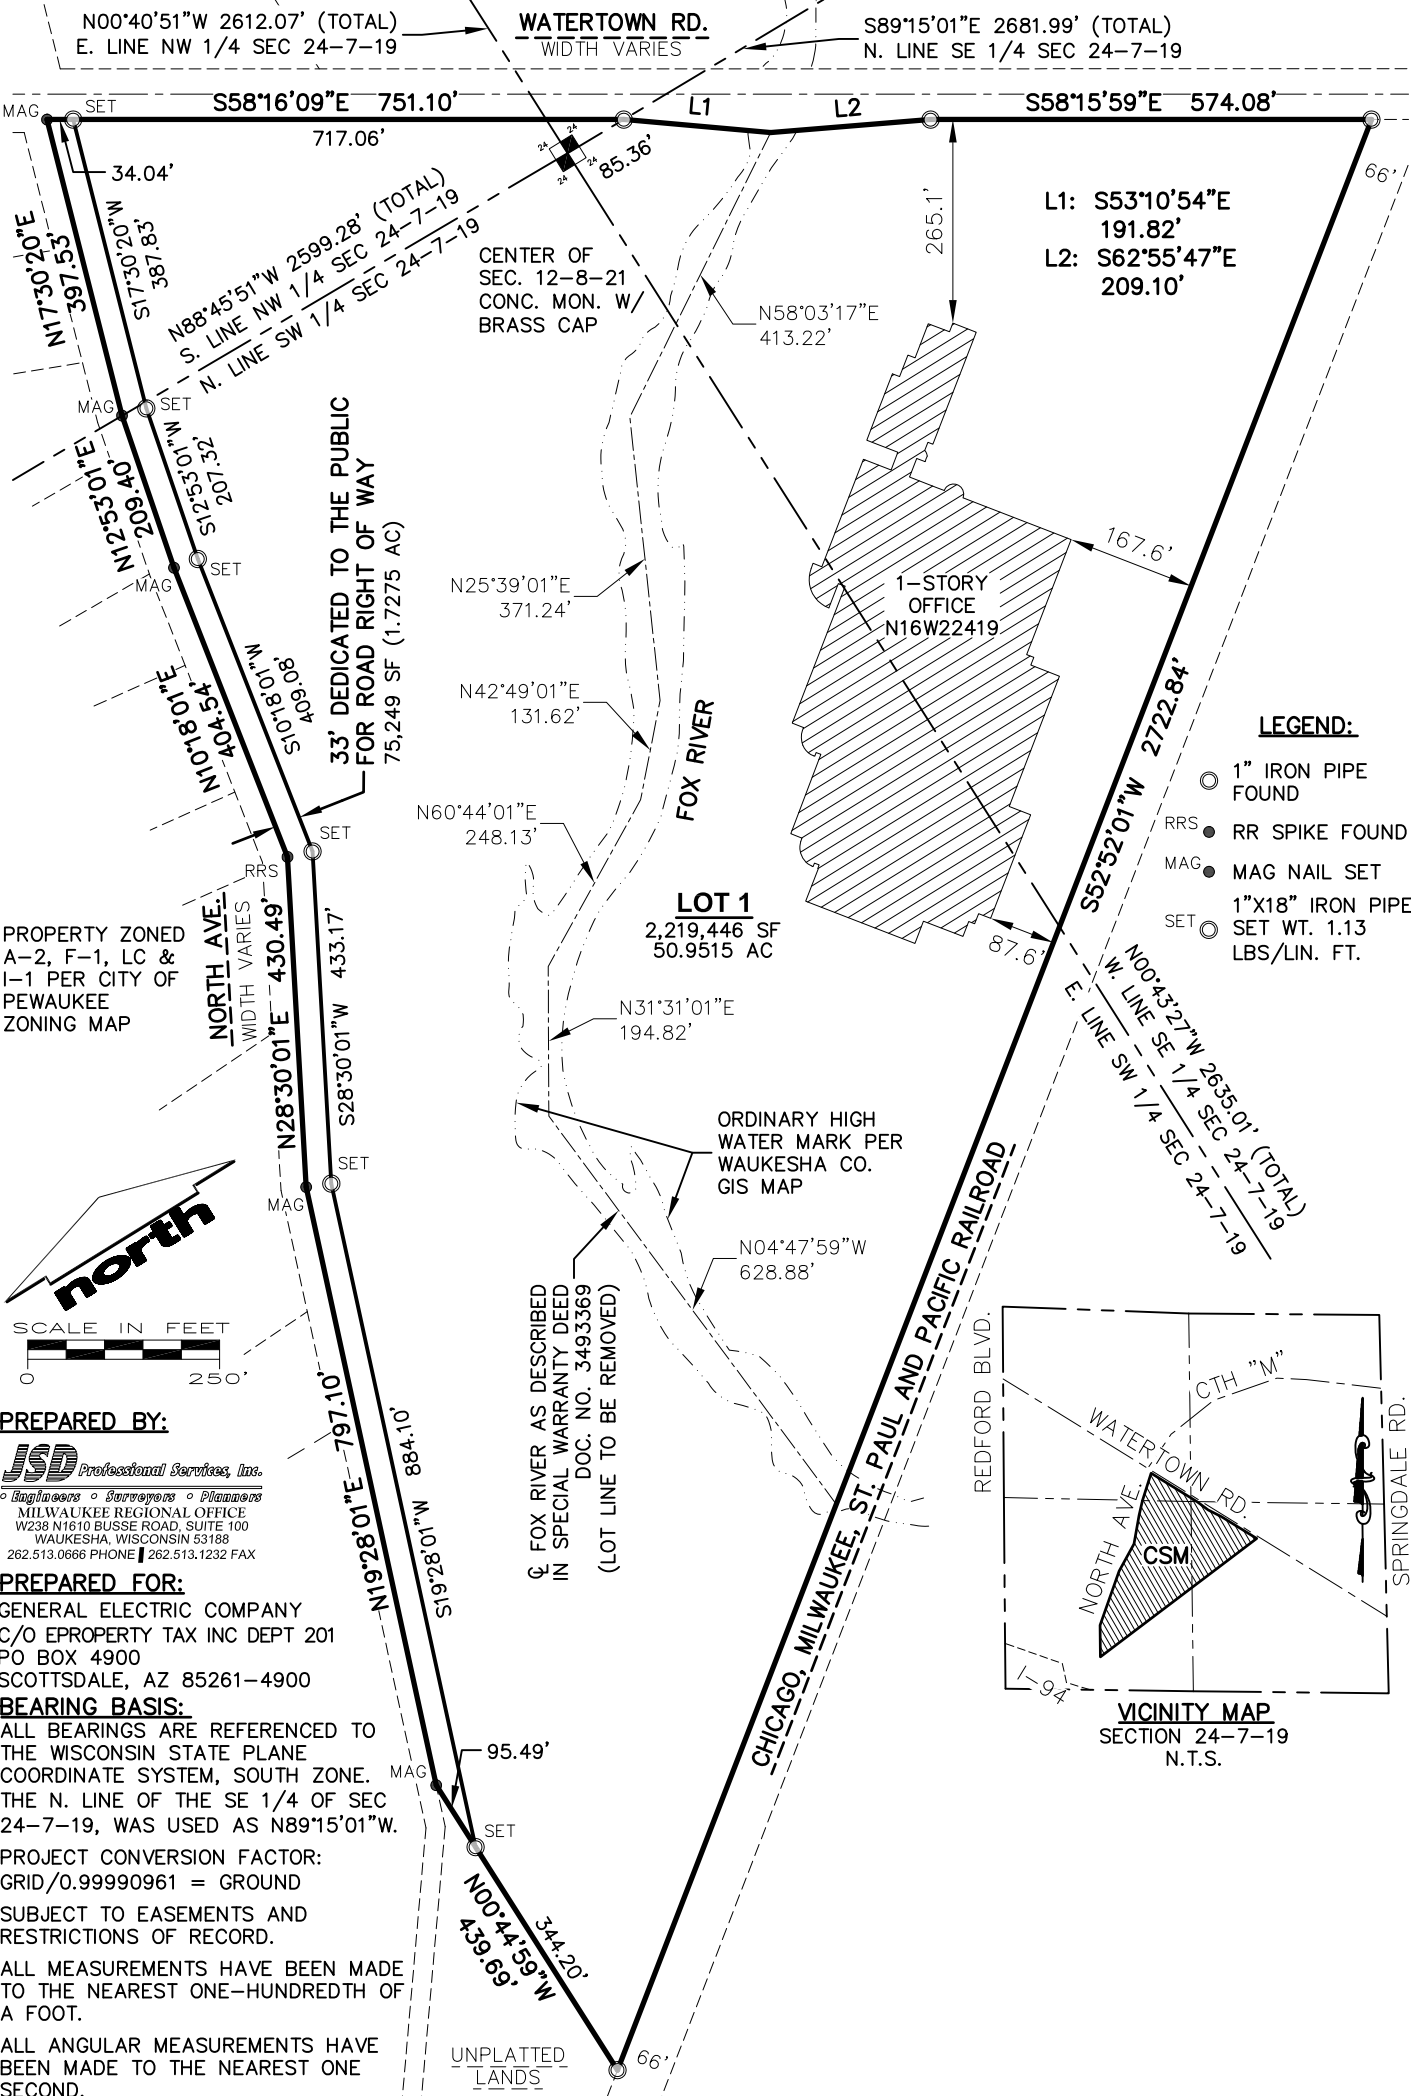 N00°40'51"W 2612.07' (TOTAL)
E. LINE NW 1/4 SEC 24-7-19
WATERTOWN RD.
WIDTH VARIES
S89°15'01"E 2681.99' (TOTAL)
N. LINE SE 1/4 SEC 24-7-19
MAG
SET
S58°16'09"E 751.10'
717.06'
L1
L2
S58°15'59"E 574.08'
34.04'
24
24
24
24
85.36'
66'
265.1'
L1: S53°10'54"E
191.82'
L2: S62°55'47"E
209.10'
N17°30'20"E
397.53'
S17°30'20"W
387.83'
N88°45'51"W 2599.28' (TOTAL)
S. LINE NW 1/4 SEC 24-7-19
N. LINE SW 1/4 SEC 24-7-19
CENTER OF
SEC. 12-8-21
CONC. MON. W/
BRASS CAP
N58°03'17"E
413.22'
MAG
SET
N12°53'01"E
209.40'
S12°53'01"W
207.32'
MAG
SET
33' DEDICATED TO THE PUBLIC
FOR ROAD RIGHT OF WAY
75,249 SF (1.7275 AC)
N25°39'01"E
371.24'
1-STORY
OFFICE
N16W22419
167.6'
N10°18'01"E
404.54'
S10°18'01"W
409.08'
N42°49'01"E
131.62'
FOX RIVER
S52°52'01"W 2722.84'
LEGEND:
1" IRON PIPE
FOUND
RRS RR SPIKE FOUND
MAG MAG NAIL SET
SET 1"X18" IRON PIPE
SET WT. 1.13
LBS/LIN. FT.
N60°44'01"E
248.13'
SET
RRS
LOT 1
2,219,446 SF
50.9515 AC
87.6'
PROPERTY ZONED
A-2, F-1, LC &
I-1 PER CITY OF
PEWAUKEE
ZONING MAP
NORTH AVE.
WIDTH VARIES
N28°30'01"E 430.49'
S28°30'01"W 433.17'
N31°31'01"E
194.82'
N00°43'27"W 2635.01' (TOTAL)
W. LINE SE 1/4 SEC 24-7-19
E. LINE SW 1/4 SEC 24-7-19
ORDINARY HIGH
WATER MARK PER
WAUKESHA CO.
GIS MAP
SET
MAG
north
N04°47'59"W
628.88'
℄ FOX RIVER AS DESCRIBED
IN SPECIAL WARRANTY DEED
DOC. NO. 3493369
(LOT LINE TO BE REMOVED)
CHICAGO, MILWAUKEE, ST. PAUL AND PACIFIC RAILROAD
SCALE IN FEET
0 250'
N19°28'01"E 797.10'
S19°28'01"W 884.10'
REDFORD BLVD.
CTH "M"
WATERTOWN RD.
NORTH AVE.
CSM
SPRINGDALE RD.
I-94
VICINITY MAP
SECTION 24-7-19
N.T.S.
PREPARED BY:
JSD Professional Services, Inc.
• Engineers • Surveyors • Planners
MILWAUKEE REGIONAL OFFICE
W238 N1610 BUSSE ROAD, SUITE 100
WAUKESHA, WISCONSIN 53188
262.513.0666 PHONE | 262.513.1232 FAX
PREPARED FOR:
GENERAL ELECTRIC COMPANY
C/O EPROPERTY TAX INC DEPT 201
PO BOX 4900
SCOTTSDALE, AZ 85261-4900
BEARING BASIS:
ALL BEARINGS ARE REFERENCED TO
THE WISCONSIN STATE PLANE
COORDINATE SYSTEM, SOUTH ZONE.
THE N. LINE OF THE SE 1/4 OF SEC
24-7-19, WAS USED AS N89°15'01"W.
PROJECT CONVERSION FACTOR:
GRID/0.99990961 = GROUND
SUBJECT TO EASEMENTS AND
RESTRICTIONS OF RECORD.
ALL MEASUREMENTS HAVE BEEN MADE
TO THE NEAREST ONE-HUNDREDTH OF
A FOOT.
ALL ANGULAR MEASUREMENTS HAVE
BEEN MADE TO THE NEAREST ONE
SECOND.
MAG
95.49'
SET
N00°44'59"W
439.69'
344.20'
UNPLATTED
LANDS
66'